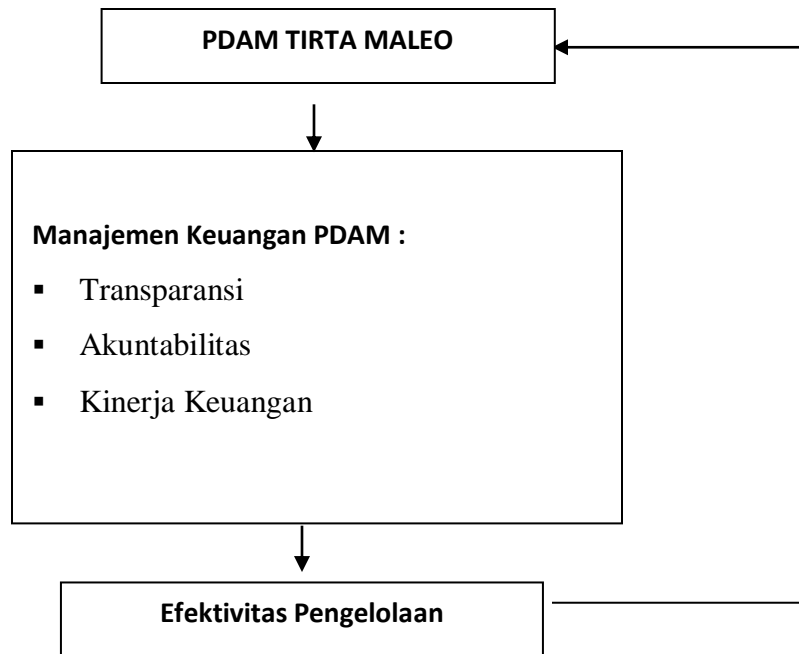 PDAM TIRTA MALEO
Manajemen Keuangan PDAM :
▪ Transparansi
▪ Akuntabilitas
▪ Kinerja Keuangan
Efektivitas Pengelolaan